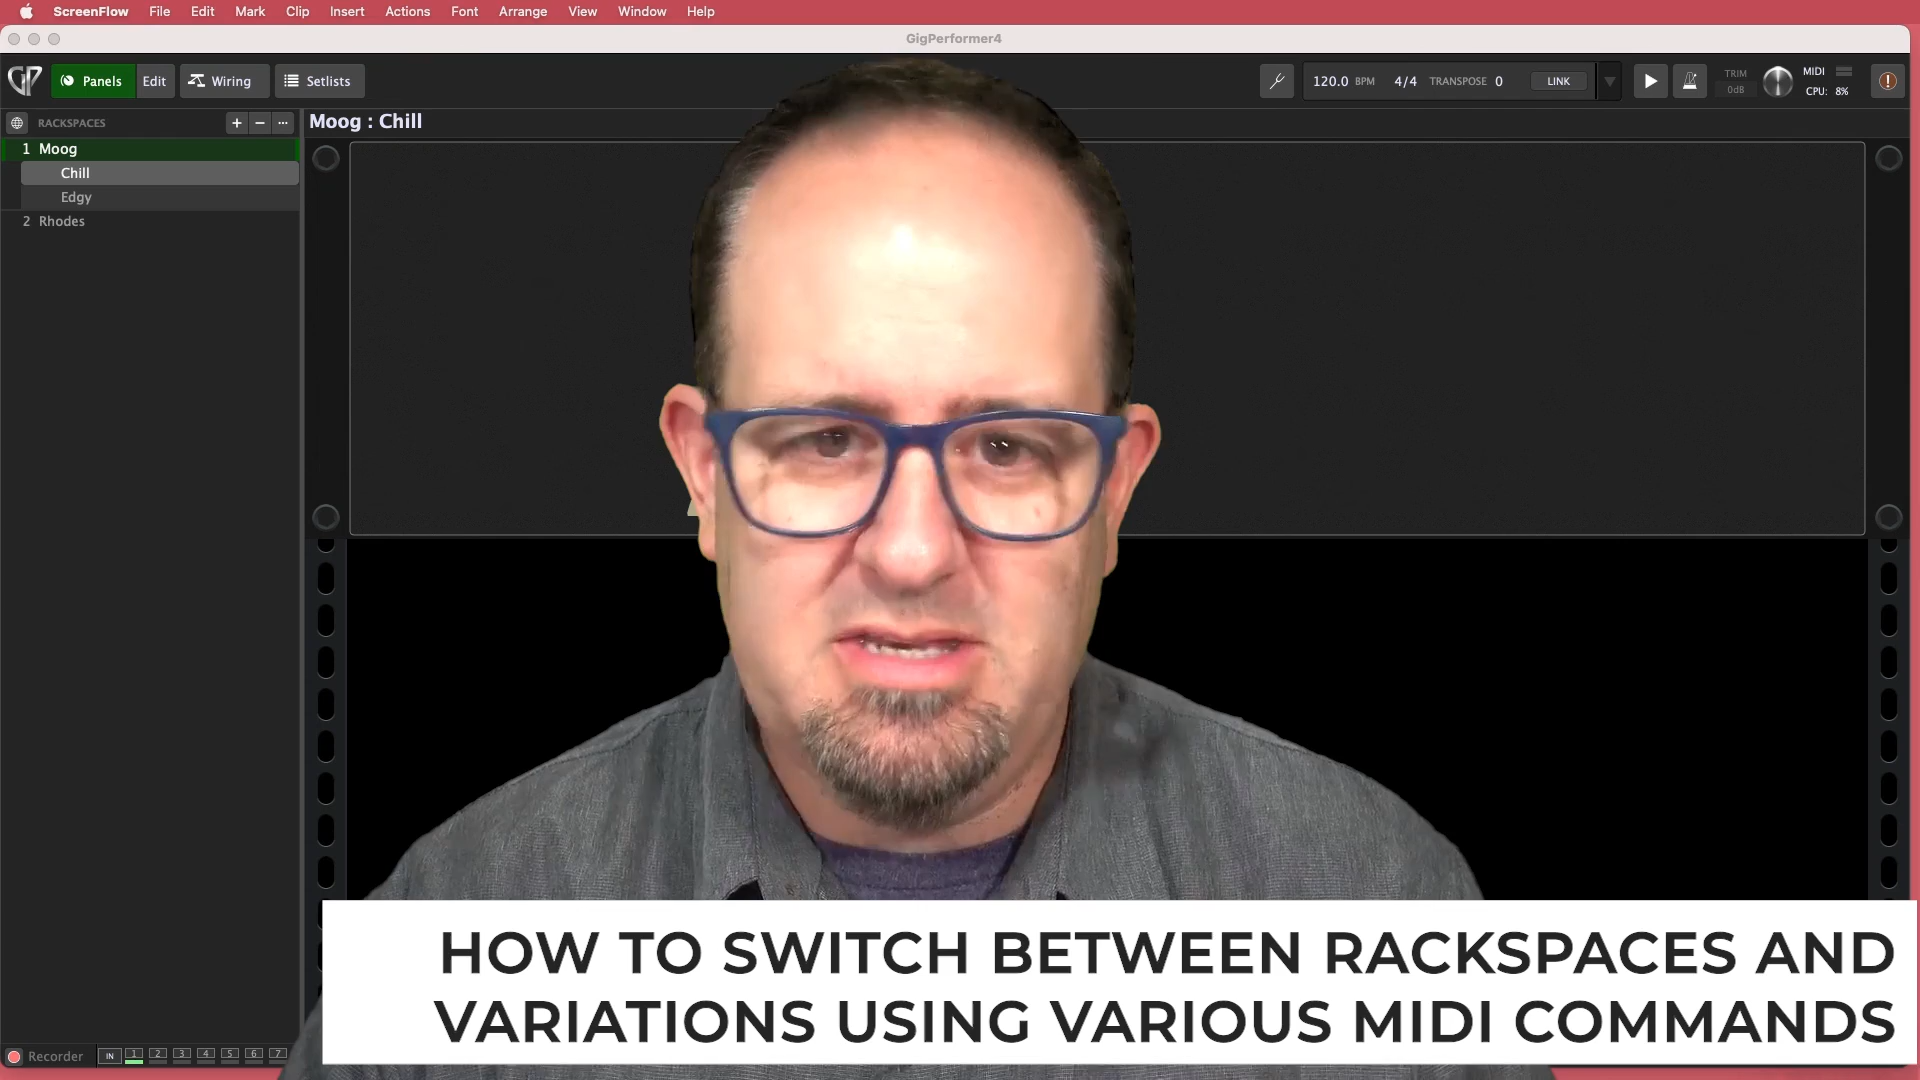 ScreenFlow File Edit Mark Clip Insert Actions Font Arrange View Window Help
GigPerformer4
GP Panels Edit Wiring Setlists 120.0 BPM 4/4 TRANSPOSE 0 LINK TRIM 0dB MIDI CPU: 8%
RACKSPACES + − ...
Moog : Chill
1 Moog
Chill
Edgy
2 Rhodes
HOW TO SWITCH BETWEEN RACKSPACES AND
VARIATIONS USING VARIOUS MIDI COMMANDS
Recorder IN 1 2 3 4 5 6 7